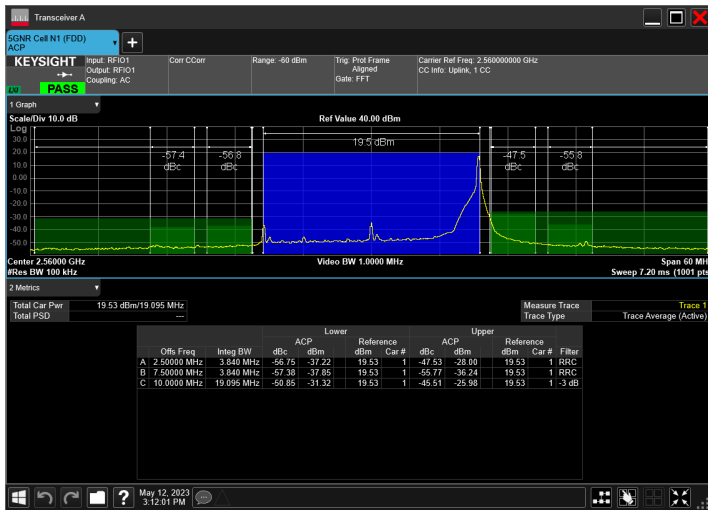 Transceiver A
5GNR Cell N1 (FDD)
ACP
KEYSIGHT
LXI
PASS
Input: RFIO1
Output: RFIO1
Coupling: AC
Corr CCorr
Range: -60 dBm
Trig: Prot Frame
Aligned
Gate: FFT
Carrier Ref Freq: 2.560000000 GHz
CC Info: Uplink, 1 CC
1 Graph
Scale/Div 10.0 dB
Ref Value 40.00 dBm
Log
30.0
20.0
10.0
0.00
-10.0
-20.0
-30.0
-40.0
-50.0
-57.4
dBc
-56.8
dBc
19.5 dBm
-47.5
dBc
-55.8
dBc
Center 2.56000 GHz
Video BW 1.0000 MHz
Span 60 MH
#Res BW 100 kHz
Sweep 7.20 ms (1001 pts
2 Metrics
Total Car Pwr 19.53 dBm/19.095 MHz
Total PSD ---
Measure Trace Trace 1
Trace Type Trace Average (Active)
Lower Upper
ACP Reference ACP Reference
Offs Freq Integ BW dBc dBm dBm Car # dBc dBm dBm Car # Filter
A 2.50000 MHz 3.840 MHz -56.75 -37.22 19.53 1 -47.53 -28.00 19.53 1 RRC
B 7.50000 MHz 3.840 MHz -57.38 -37.85 19.53 1 -55.77 -36.24 19.53 1 RRC
C 10.0000 MHz 19.095 MHz -50.85 -31.32 19.53 1 -45.51 -25.98 19.53 1 -3 dB
?
May 12, 2023
3:12:01 PM